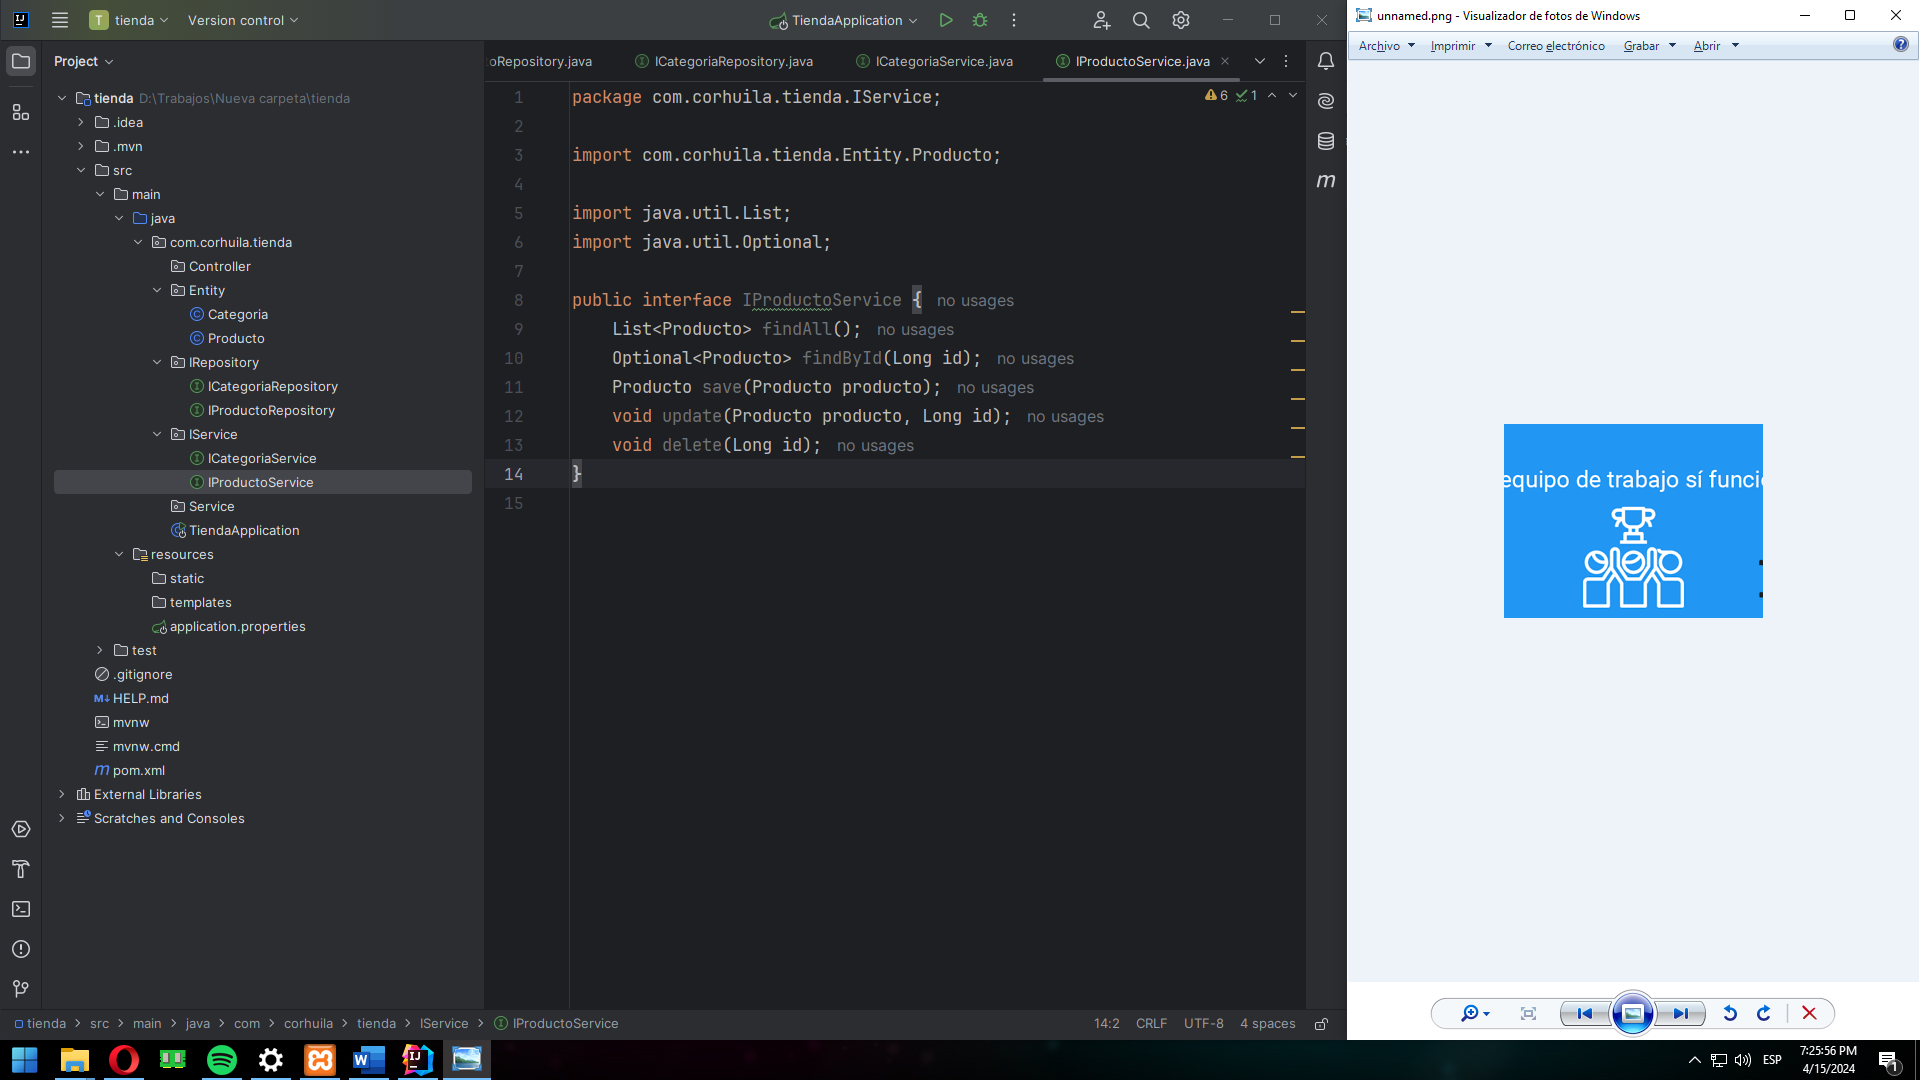 tienda
Version control
TiendaApplication
Project
oRepository.java
ICategoriaRepository.java
ICategoriaService.java
IProductoService.java
tienda D:\Trabajos\Nueva carpeta\tienda
.idea
.mvn
src
main
java
com.corhuila.tienda
Controller
Entity
Categoria
Producto
IRepository
ICategoriaRepository
IProductoRepository
IService
ICategoriaService
IProductoService
Service
TiendaApplication
resources
static
templates
application.properties
test
.gitignore
HELP.md
mvnw
mvnw.cmd
pom.xml
External Libraries
Scratches and Consoles
6 1
1 package com.corhuila.tienda.IService;
2
3 import com.corhuila.tienda.Entity.Producto;
4
5 import java.util.List;
6 import java.util.Optional;
7
8 public interface IProductoService { no usages
9 List<Producto> findAll(); no usages
10 Optional<Producto> findById(Long id); no usages
11 Producto save(Producto producto); no usages
12 void update(Producto producto, Long id); no usages
13 void delete(Long id); no usages
14 }
15
tienda > src > main > java > com > corhuila > tienda > IService > IProductoService
14:2 CRLF UTF-8 4 spaces
unnamed.png - Visualizador de fotos de Windows
Archivo Imprimir Correo electrónico Grabar Abrir
equipo de trabajo sí funci
ESP
7:25:56 PM
4/15/2024
1